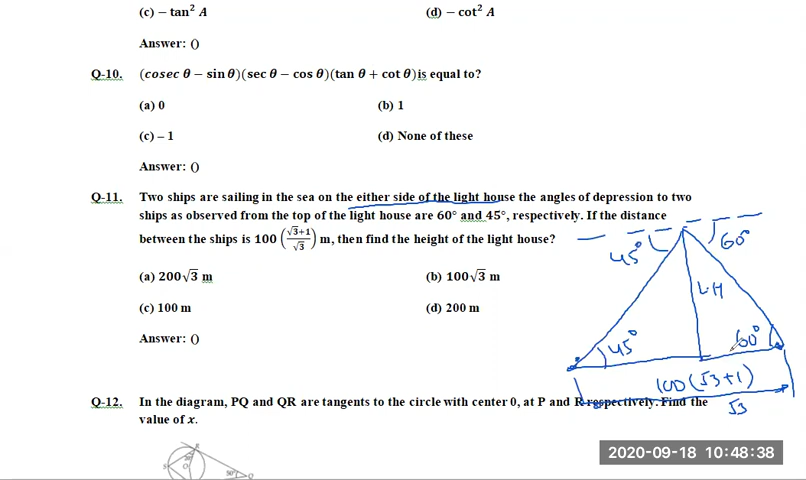 (c) − tan² A (d) − cot² A
Answer: ()
Q-10. (cosec θ − sin θ)(sec θ − cos θ)(tan θ + cot θ)is equal to?
(a) 0 (b) 1
(c) – 1 (d) None of these
Answer: ()
Q-11. Two ships are sailing in the sea on the either side of the light house the angles of depression to two
ships as observed from the top of the light house are 60° and 45°, respectively. If the distance
between the ships is 100 (√3+1/√3) m, then find the height of the light house?
(a) 200√3 m (b) 100√3 m
(c) 100 m (d) 200 m
Answer: ()
45° 60°
L·H
45° 60°
100(√3+1)
√3
Q-12. In the diagram, PQ and QR are tangents to the circle with center 0, at P and R respectively. Find the
value of x.
R
S O
50° Q
2020-09-18 10:48:38